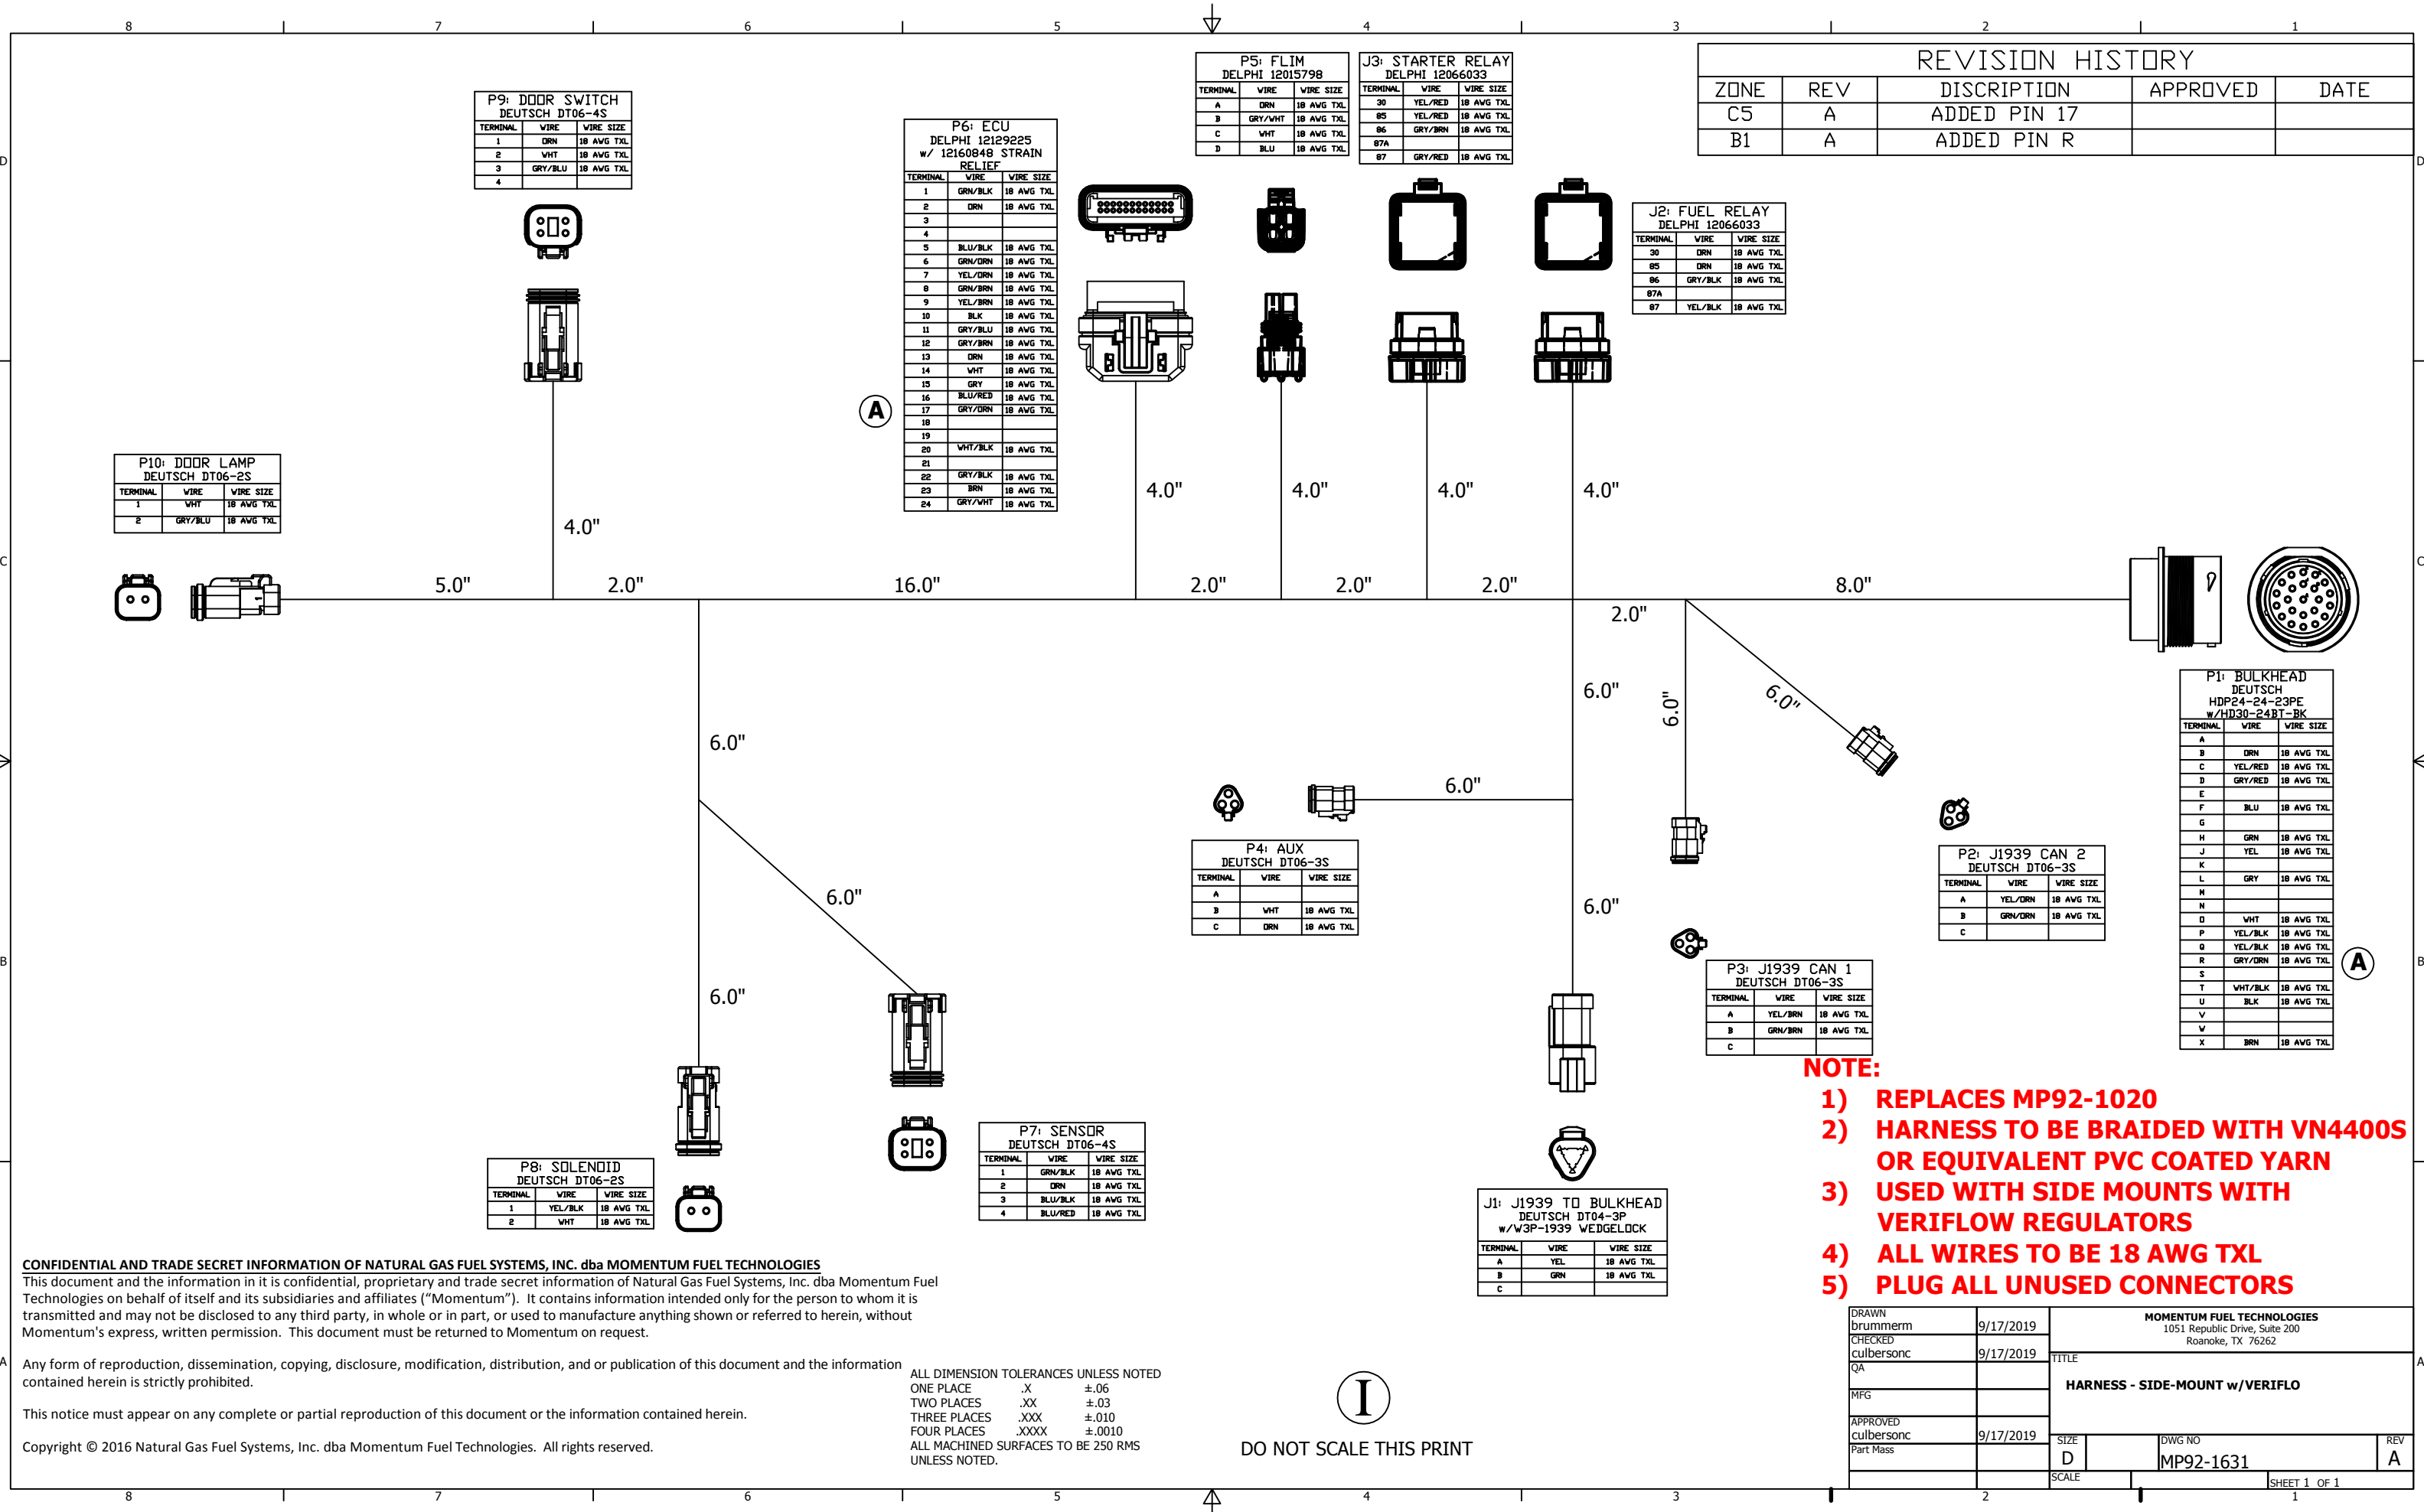 8 7 6 5 4 3 2 1
REVISION HISTORY
ZONE REV DISCRIPTION APPROVED DATE
C5 A ADDED PIN 17
B1 A ADDED PIN R
P9: DOOR SWITCH
DEUTSCH DT06-4S
TERMINAL WIRE WIRE SIZE
1 ORN 18 AWG TXL
2 WHT 18 AWG TXL
3 GRY/BLU 18 AWG TXL
4
P6: ECU
DELPHI 12129225
w/ 12160848 STRAIN
RELIEF
TERMINAL WIRE WIRE SIZE
1 GRN/BLK 18 AWG TXL
2 ORN 18 AWG TXL
3
4
5 BLU/BLK 18 AWG TXL
6 GRN/ORN 18 AWG TXL
7 YEL/ORN 18 AWG TXL
8 GRN/BRN 18 AWG TXL
9 YEL/BRN 18 AWG TXL
10 BLK 18 AWG TXL
11 GRY/BLU 18 AWG TXL
12 GRY/BRN 18 AWG TXL
13 ORN 18 AWG TXL
14 WHT 18 AWG TXL
15 GRY 18 AWG TXL
16 BLU/RED 18 AWG TXL
17 GRY/ORN 18 AWG TXL
18
19
20 WHT/BLK 18 AWG TXL
21
22 GRY/BLK 18 AWG TXL
23 BRN 18 AWG TXL
24 GRY/WHT 18 AWG TXL
A
P5: FLIM
DELPHI 12015798
TERMINAL WIRE WIRE SIZE
A ORN 18 AWG TXL
B GRY/WHT 18 AWG TXL
C WHT 18 AWG TXL
D BLU 18 AWG TXL
J3: STARTER RELAY
DELPHI 12066033
TERMINAL WIRE WIRE SIZE
30 YEL/RED 18 AWG TXL
85 YEL/RED 18 AWG TXL
86 GRY/BRN 18 AWG TXL
87A
87 GRY/RED 18 AWG TXL
J2: FUEL RELAY
DELPHI 12066033
TERMINAL WIRE WIRE SIZE
30 ORN 18 AWG TXL
85 ORN 18 AWG TXL
86 GRY/BLK 18 AWG TXL
87A
87 YEL/BLK 18 AWG TXL
P10: DOOR LAMP
DEUTSCH DT06-2S
TERMINAL WIRE WIRE SIZE
1 WHT 18 AWG TXL
2 GRY/BLU 18 AWG TXL
4.0"
4.0" 4.0" 4.0" 4.0"
5.0" 2.0" 16.0" 2.0" 2.0" 2.0" 8.0"
2.0"
6.0" 6.0" 6.0"
6.0"
6.0"
6.0" 6.0"
6.0"
P1: BULKHEAD
DEUTSCH
HDP24-24-23PE
w/HD30-24BT-BK
TERMINAL WIRE WIRE SIZE
A
B ORN 18 AWG TXL
C YEL/RED 18 AWG TXL
D GRY/RED 18 AWG TXL
E
F BLU 18 AWG TXL
G
H GRN 18 AWG TXL
J YEL 18 AWG TXL
K
L GRY 18 AWG TXL
M
N
O WHT 18 AWG TXL
P YEL/BLK 18 AWG TXL
Q YEL/BLK 18 AWG TXL
R GRY/ORN 18 AWG TXL
S
T WHT/BLK 18 AWG TXL
U BLK 18 AWG TXL
V
W
X BRN 18 AWG TXL
A
P4: AUX
DEUTSCH DT06-3S
TERMINAL WIRE WIRE SIZE
A
B WHT 18 AWG TXL
C ORN 18 AWG TXL
P2: J1939 CAN 2
DEUTSCH DT06-3S
TERMINAL WIRE WIRE SIZE
A YEL/ORN 18 AWG TXL
B GRN/ORN 18 AWG TXL
C
P3: J1939 CAN 1
DEUTSCH DT06-3S
TERMINAL WIRE WIRE SIZE
A YEL/BRN 18 AWG TXL
B GRN/BRN 18 AWG TXL
C
P8: SOLENOID
DEUTSCH DT06-2S
TERMINAL WIRE WIRE SIZE
1 YEL/BLK 18 AWG TXL
2 WHT 18 AWG TXL
P7: SENSOR
DEUTSCH DT06-4S
TERMINAL WIRE WIRE SIZE
1 GRN/BLK 18 AWG TXL
2 ORN 18 AWG TXL
3 BLU/BLK 18 AWG TXL
4 BLU/RED 18 AWG TXL
J1: J1939 TO BULKHEAD
DEUTSCH DT04-3P
w/W3P-1939 WEDGELOCK
TERMINAL WIRE WIRE SIZE
A YEL 18 AWG TXL
B GRN 18 AWG TXL
C
NOTE:
1) REPLACES MP92-1020
2) HARNESS TO BE BRAIDED WITH VN4400S
OR EQUIVALENT PVC COATED YARN
3) USED WITH SIDE MOUNTS WITH
VERIFLOW REGULATORS
4) ALL WIRES TO BE 18 AWG TXL
5) PLUG ALL UNUSED CONNECTORS
CONFIDENTIAL AND TRADE SECRET INFORMATION OF NATURAL GAS FUEL SYSTEMS, INC. dba MOMENTUM FUEL TECHNOLOGIES
This document and the information in it is confidential, proprietary and trade secret information of Natural Gas Fuel Systems, Inc. dba Momentum Fuel
Technologies on behalf of itself and its subsidiaries and affiliates (“Momentum”). It contains information intended only for the person to whom it is
transmitted and may not be disclosed to any third party, in whole or in part, or used to manufacture anything shown or referred to herein, without
Momentum's express, written permission. This document must be returned to Momentum on request.
Any form of reproduction, dissemination, copying, disclosure, modification, distribution, and or publication of this document and the information
contained herein is strictly prohibited.
This notice must appear on any complete or partial reproduction of this document or the information contained herein.
Copyright © 2016 Natural Gas Fuel Systems, Inc. dba Momentum Fuel Technologies. All rights reserved.
ALL DIMENSION TOLERANCES UNLESS NOTED
ONE PLACE .X ±.06
TWO PLACES .XX ±.03
THREE PLACES .XXX ±.010
FOUR PLACES .XXXX ±.0010
ALL MACHINED SURFACES TO BE 250 RMS
UNLESS NOTED.
I
DO NOT SCALE THIS PRINT
DRAWN
brummerm 9/17/2019
CHECKED
culbersonc 9/17/2019
QA
MFG
APPROVED
culbersonc 9/17/2019
Part Mass
MOMENTUM FUEL TECHNOLOGIES
1051 Republic Drive, Suite 200
Roanoke, TX 76262
TITLE
HARNESS - SIDE-MOUNT w/VERIFLO
SIZE DWG NO REV
D MP92-1631 A
SCALE SHEET 1 OF 1
D D
C C
B B
A A
8 7 6 5 4 3 2 1